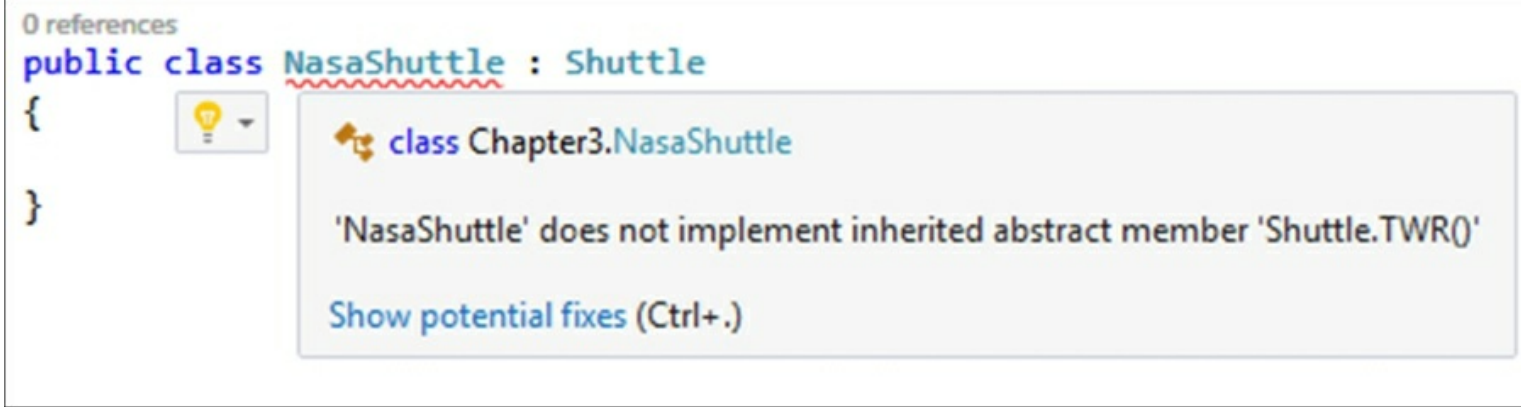 0 references
public class NasaShuttle : Shuttle
{
class Chapter3.NasaShuttle
}
'NasaShuttle' does not implement inherited abstract member 'Shuttle.TWR()'
Show potential fixes (Ctrl+.)